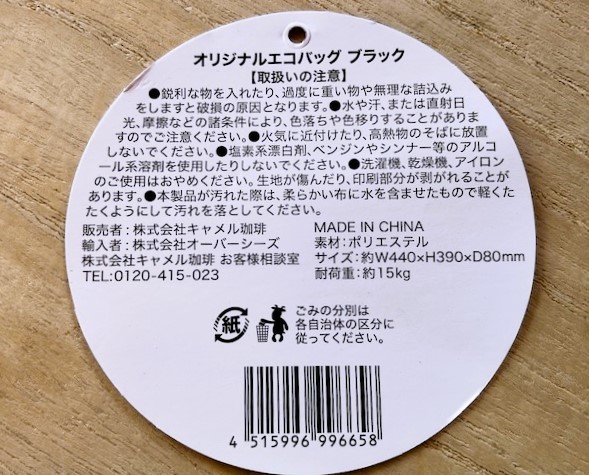 オリジナルエコバッグ ブラック
【取扱いの注意】
●鋭利な物を入れたり、過度に重い物や無理な詰込み
をしますと破損の原因となります。●水や汗、または直射日
光、摩擦などの諸条件により、色落ちや色移りすることがありま
すのでご注意ください。●火気に近付けたり、高熱物のそばに放置
しないでください。●塩素系漂白剤、ベンジンやシンナー等のアルコ
ール系溶剤を使用したりしないでください。●洗濯機、乾燥機、アイロン
のご使用はおやめください。生地が傷んだり、印刷部分が剥がれることが
あります。●本製品が汚れた際は、柔らかい布に水を含ませたもので軽くた
たくようにして汚れを落としてください。
販売者：株式会社キャメル珈琲
輸入者：株式会社オーバーシーズ
株式会社キャメル珈琲 お客様相談室
TEL:0120-415-023
MADE IN CHINA
素材：ポリエステル
サイズ：約W440×H390×D80mm
耐荷重：約15kg
紙
ごみの分別は
各自治体の区分に
従ってください。
4 515996 996658